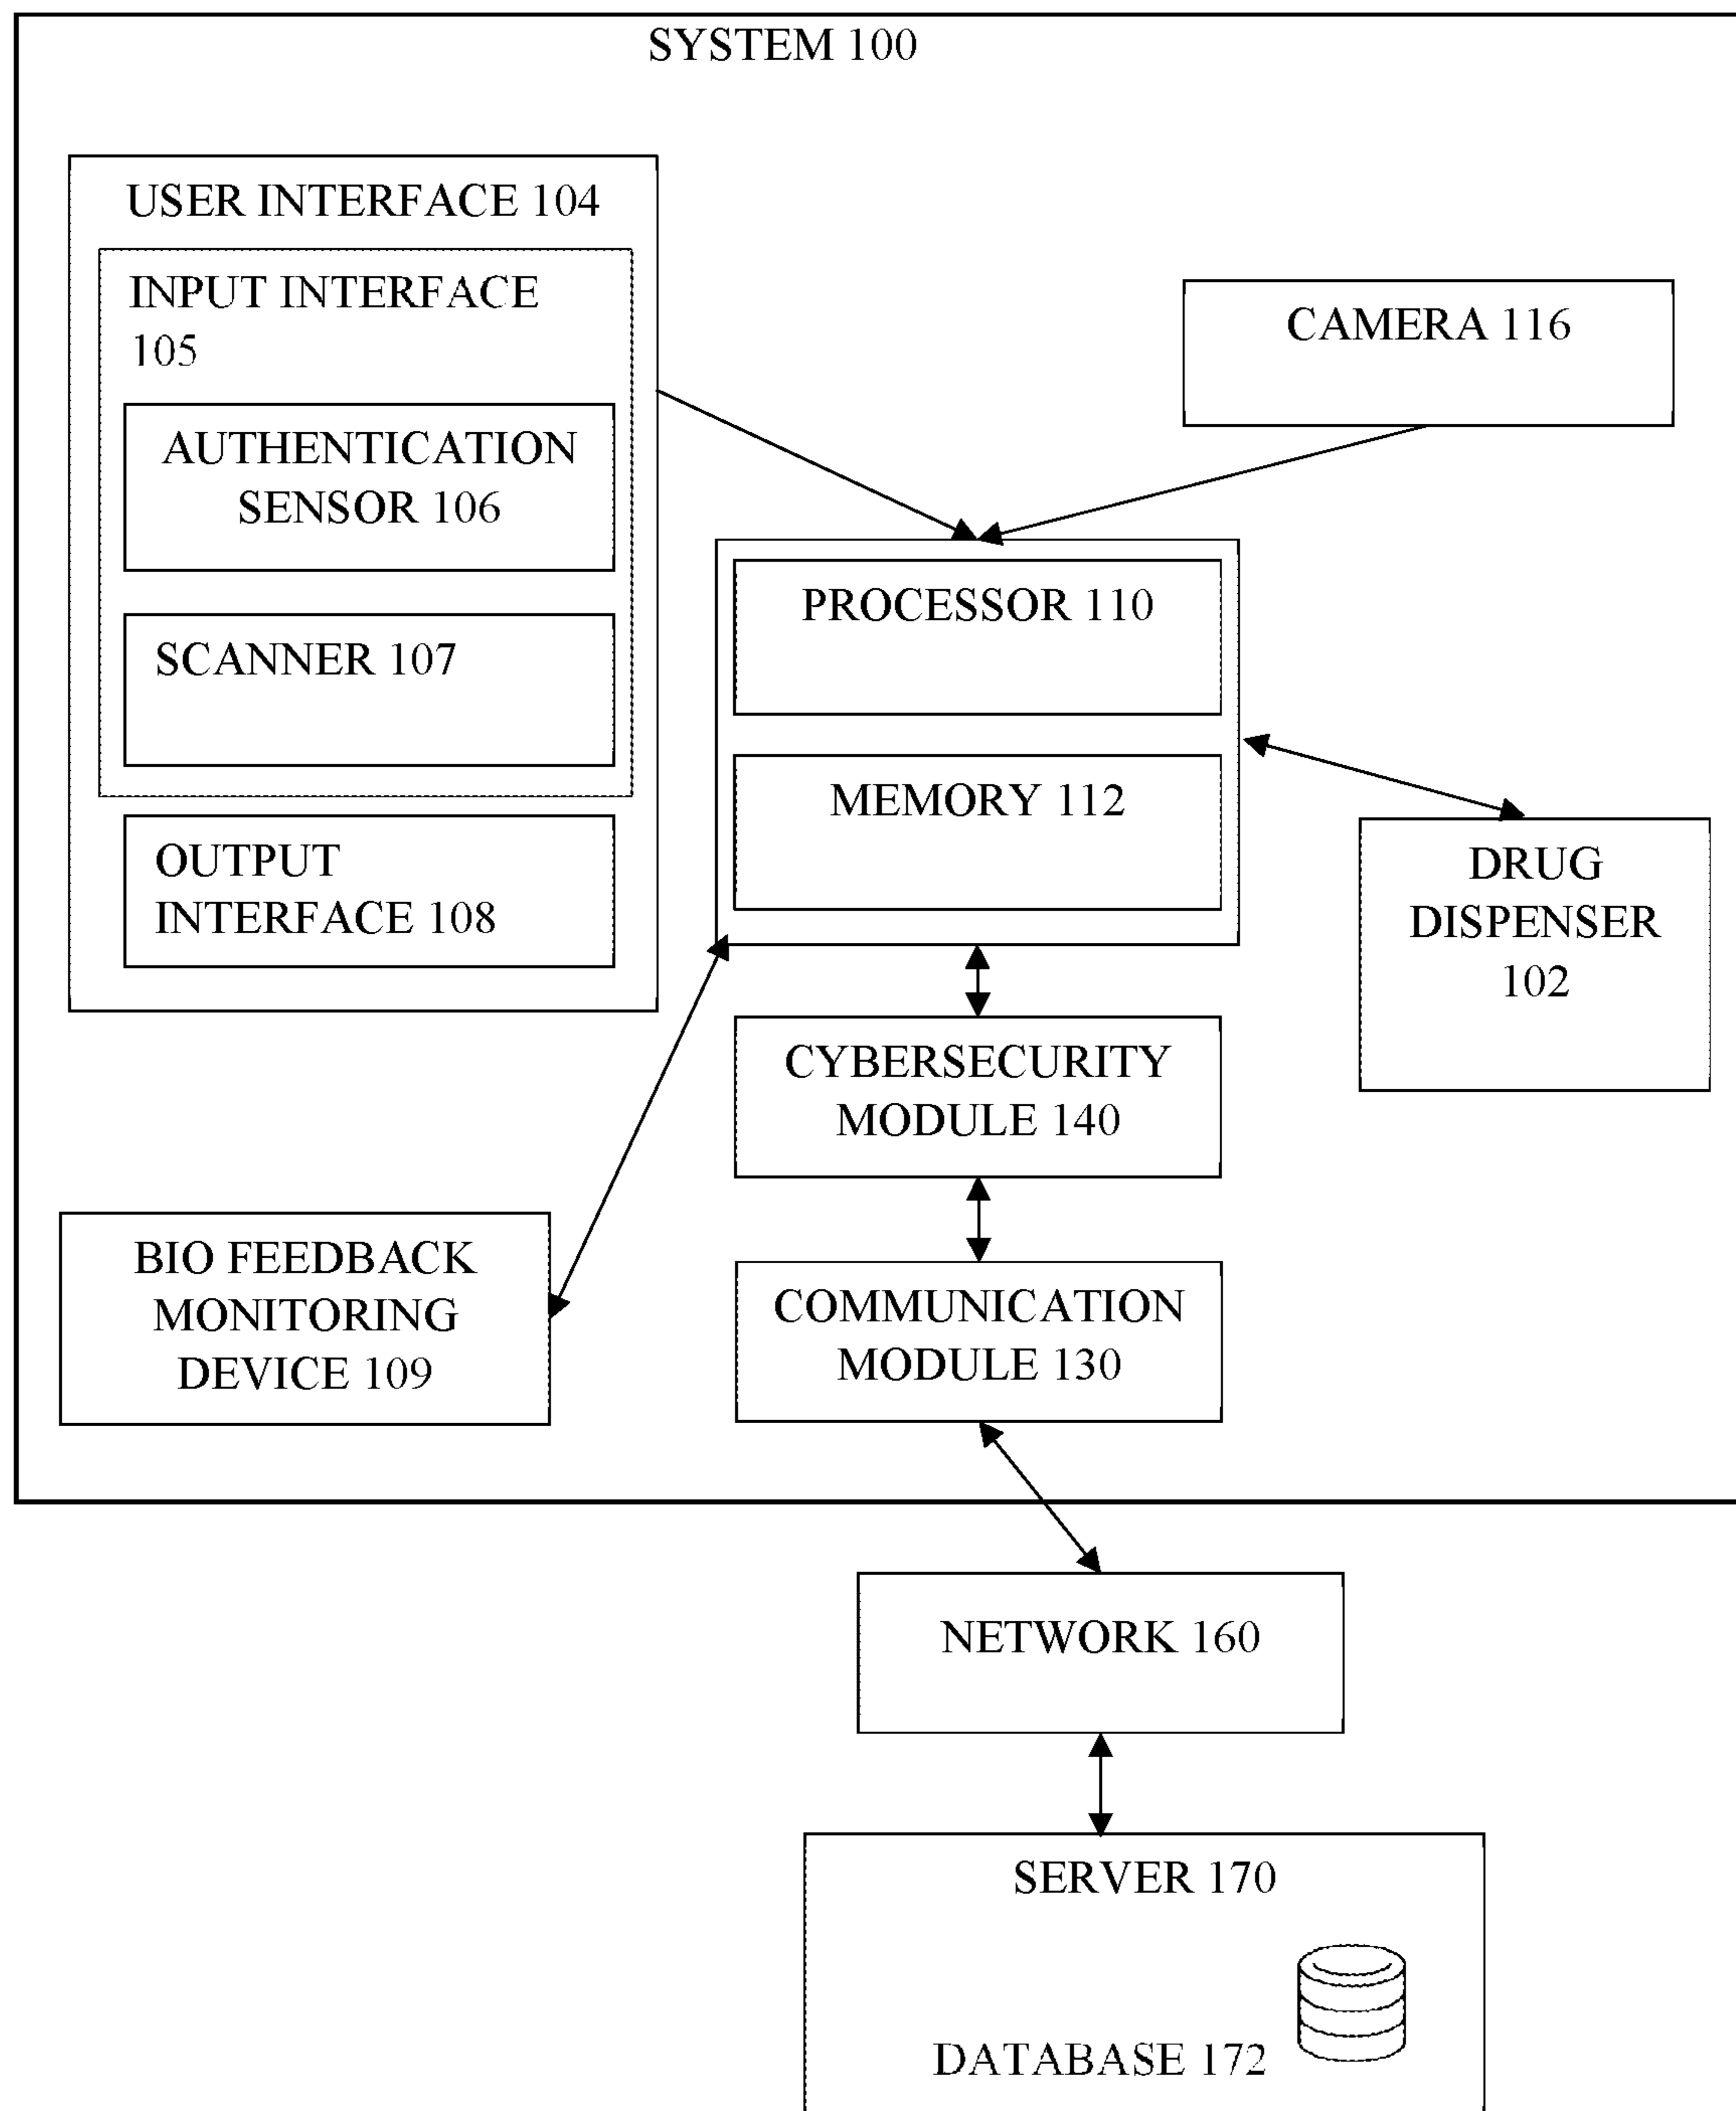 SYSTEM 100
USER INTERFACE 104
INPUT INTERFACE
105
AUTHENTICATION
SENSOR 106
SCANNER 107
OUTPUT
INTERFACE 108
CAMERA 116
PROCESSOR 110
MEMORY 112
DRUG
DISPENSER
102
CYBERSECURITY
MODULE 140
BIO FEEDBACK
MONITORING
DEVICE 109
COMMUNICATION
MODULE 130
NETWORK 160
SERVER 170
DATABASE 172